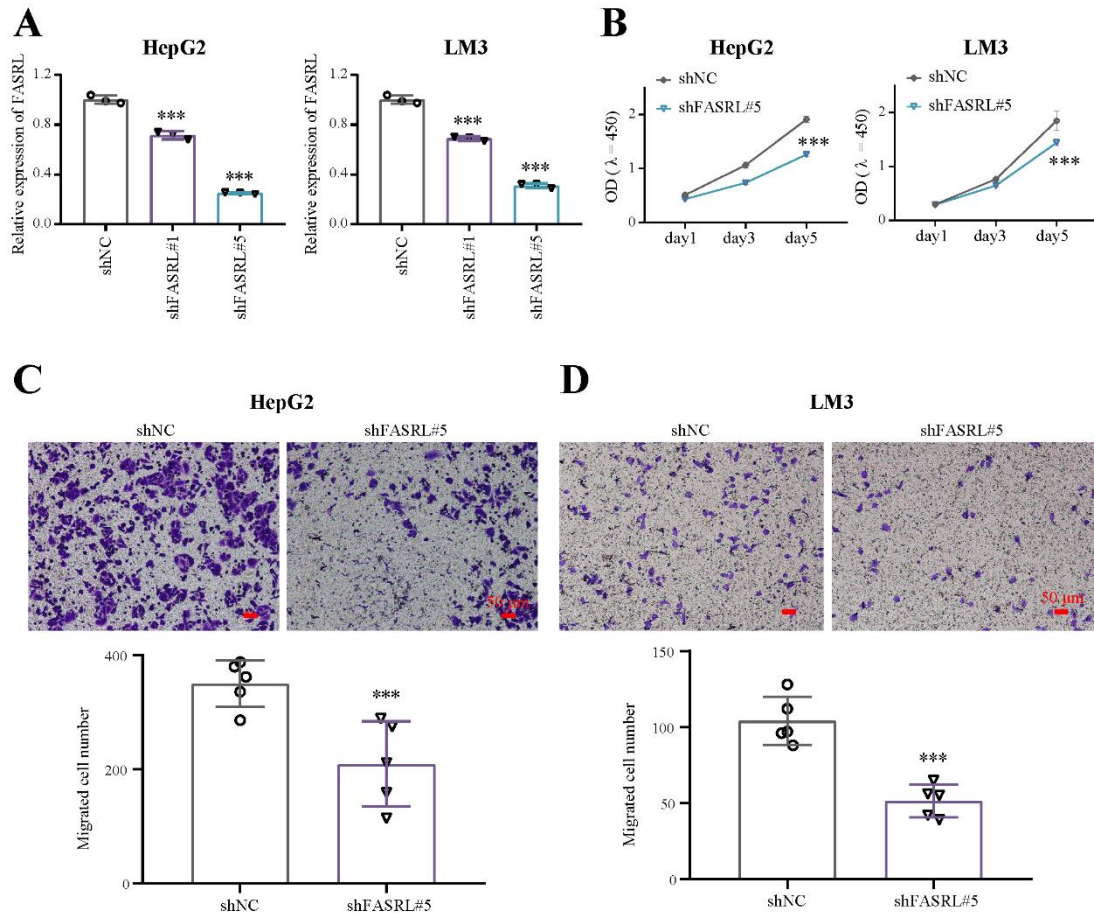 A
HepG2
Relative expression of FASRL
1.2
0.8
0.4
0.0
***
***
shNC
shFASRL#1
shFASRL#5
LM3
Relative expression of FASRL
1.2
0.8
0.4
0.0
***
***
shNC
shFASRL#1
shFASRL#5
B
HepG2
shNC
shFASRL#5
OD ( λ = 450)
2
1
0
***
day1 day3 day5
LM3
shNC
shFASRL#5
OD ( λ = 450)
2
1
0
***
day1 day3 day5
C
HepG2
shNC shFASRL#5
50 μm
Migrated cell number
400
200
0
***
shNC shFASRL#5
D
LM3
shNC shFASRL#5
50 μm
Migrated cell number
150
100
50
0
***
shNC shFASRL#5